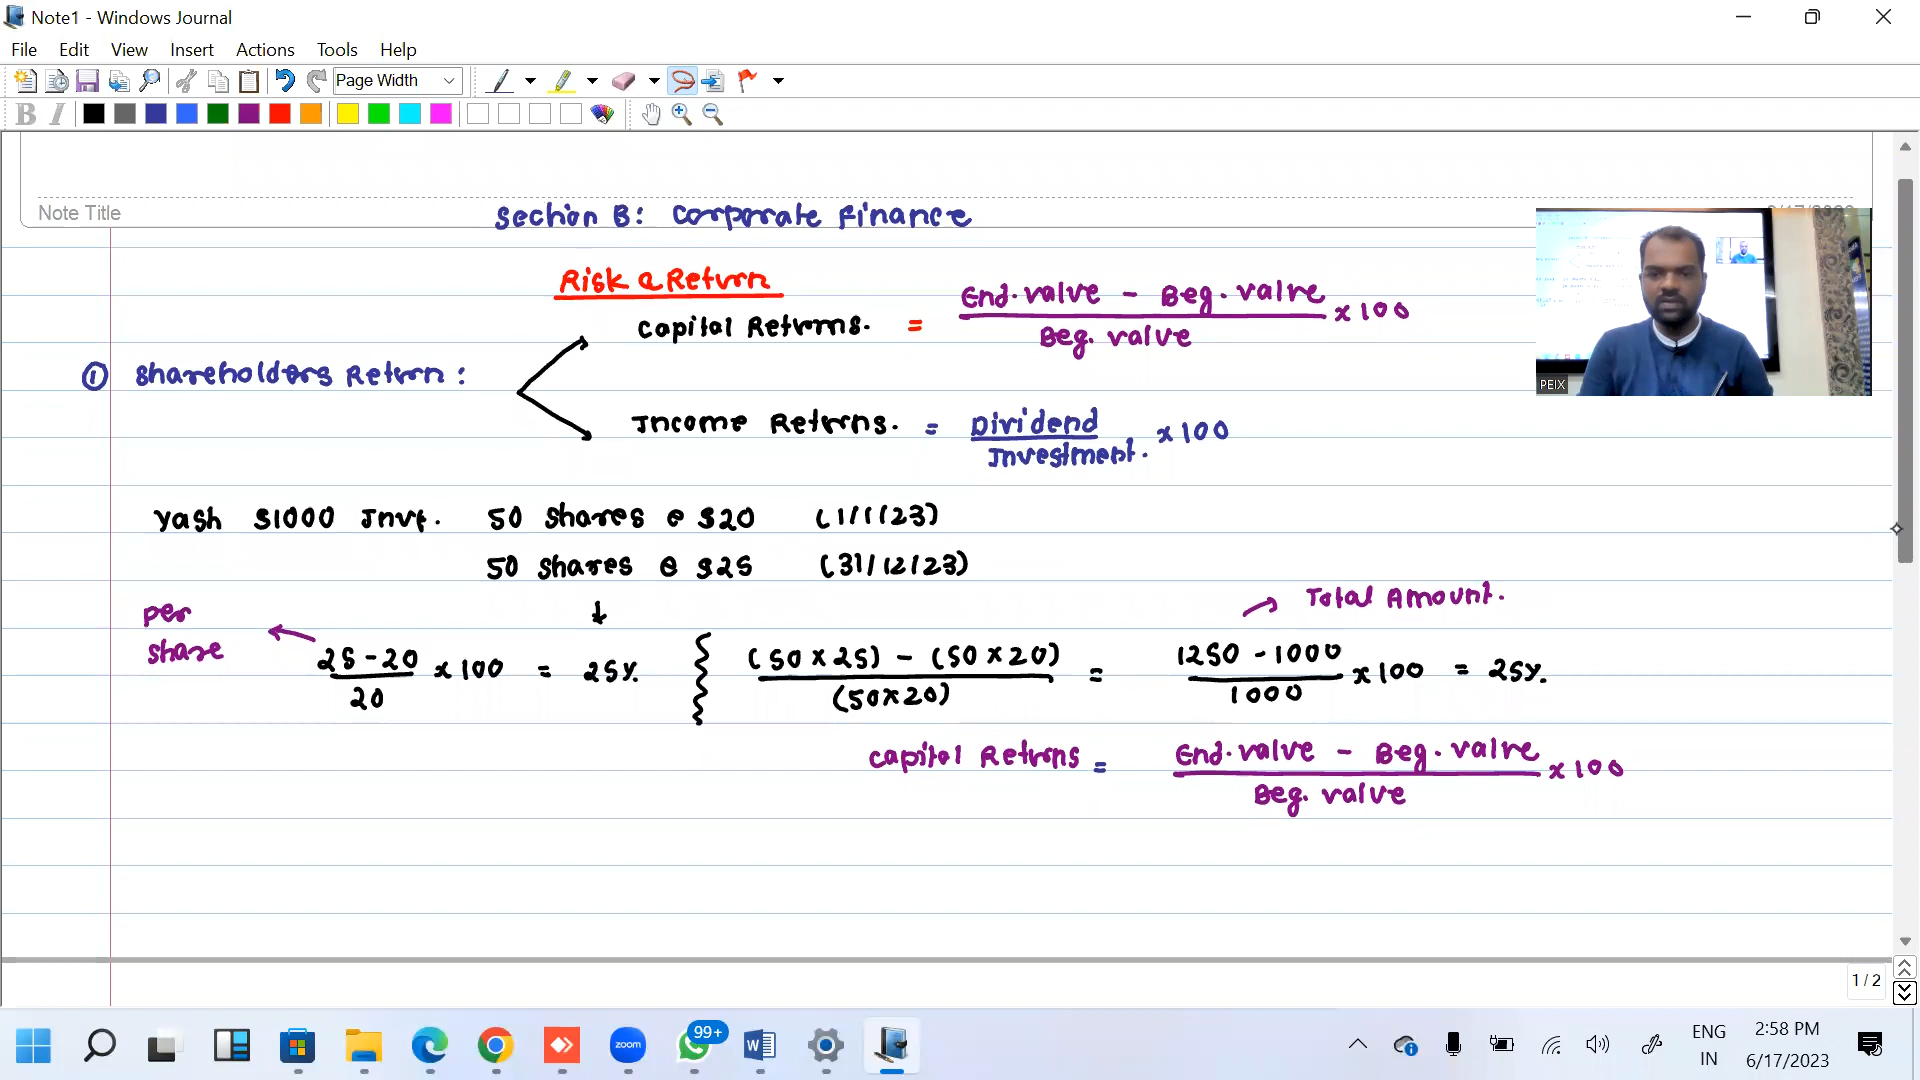 Note1 - Windows Journal
File Edit View Insert Actions Tools Help
Page Width
B I
Note Title
Section B: Corporate Finance
Risk & Return
Capital Returns. = End. value - Beg. value / Beg. value x 100
① Shareholders Return:
Income Returns. = Dividend / Investment. x 100
PEIX
Yash $1000 Invt. 50 shares @ $20 (1/1/23)
50 shares @ $25 (31/12/23)
Total Amount.
per share
25-20 / 20 x 100 = 25%. (50x25) - (50x20) / (50x20) = 1250-1000 / 1000 x 100 = 25%.
Capital Returns = End. value - Beg. value / Beg. value x 100
1 / 2
99+
zoom
ENG
IN
2:58 PM
6/17/2023